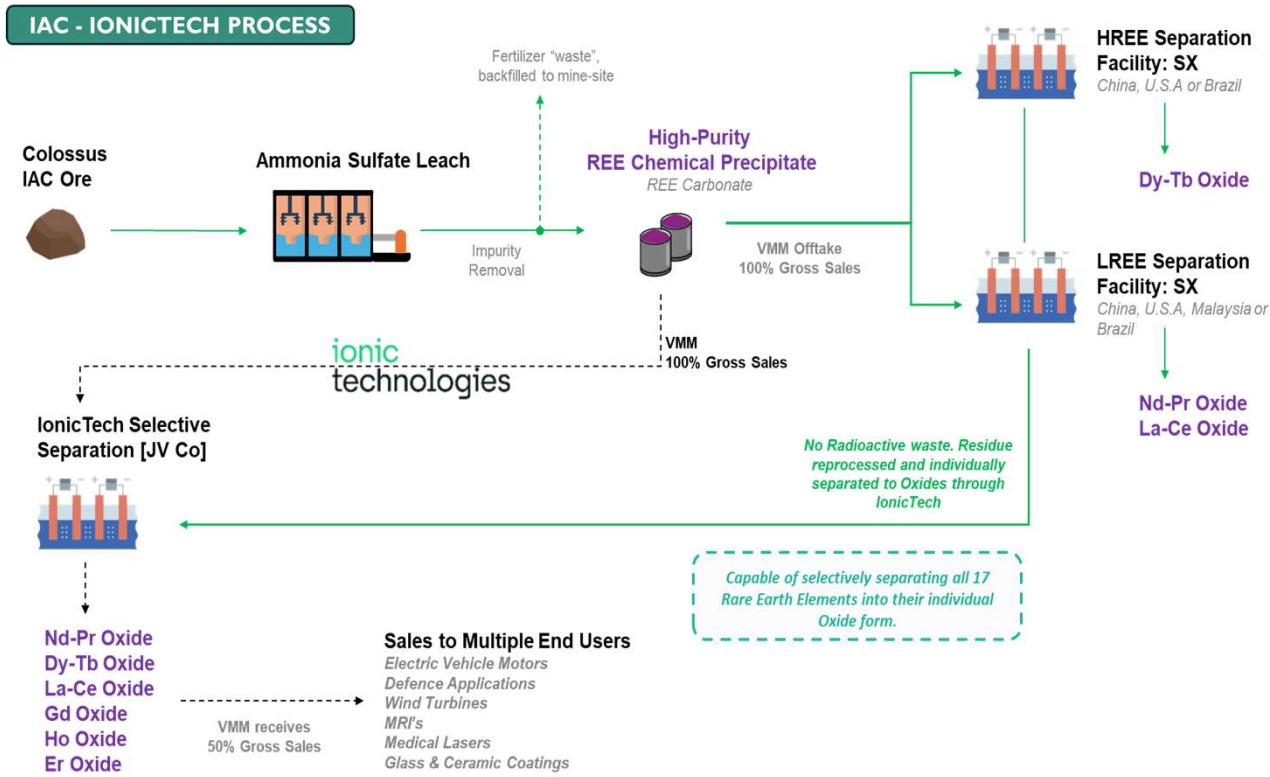 IAC - IONICTECH PROCESS
Fertilizer “waste”,
backfilled to mine-site
Colossus
IAC Ore
Ammonia Sulfate Leach
Impurity
Removal
High-Purity
REE Chemical Precipitate
REE Carbonate
VMM Offtake
100% Gross Sales
HREE Separation
Facility: SX
China, U.S.A or Brazil
Dy-Tb Oxide
LREE Separation
Facility: SX
China, U.S.A, Malaysia or
Brazil
Nd-Pr Oxide
La-Ce Oxide
VMM
100% Gross Sales
ionic
technologies
IonicTech Selective
Separation [JV Co]
No Radioactive waste. Residue
reprocessed and individually
separated to Oxides through
IonicTech
Capable of selectively separating all 17
Rare Earth Elements into their individual
Oxide form.
Nd-Pr Oxide
Dy-Tb Oxide
La-Ce Oxide
Gd Oxide
Ho Oxide
Er Oxide
VMM receives
50% Gross Sales
Sales to Multiple End Users
Electric Vehicle Motors
Defence Applications
Wind Turbines
MRI's
Medical Lasers
Glass & Ceramic Coatings